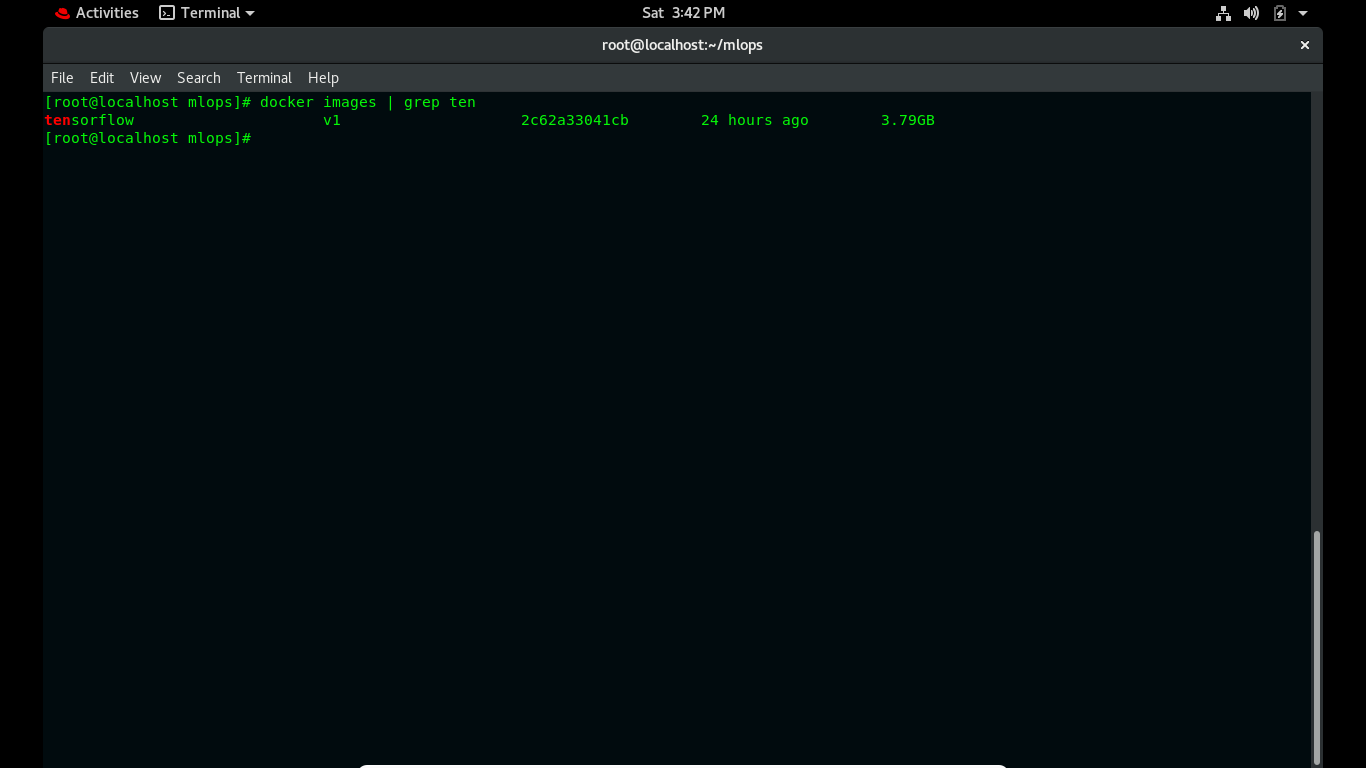 Activities Terminal Sat 3:42 PM
root@localhost:~/mlops ×
File Edit View Search Terminal Help
[root@localhost mlops]# docker images | grep ten
tensorflow v1 2c62a33041cb 24 hours ago 3.79GB
[root@localhost mlops]#